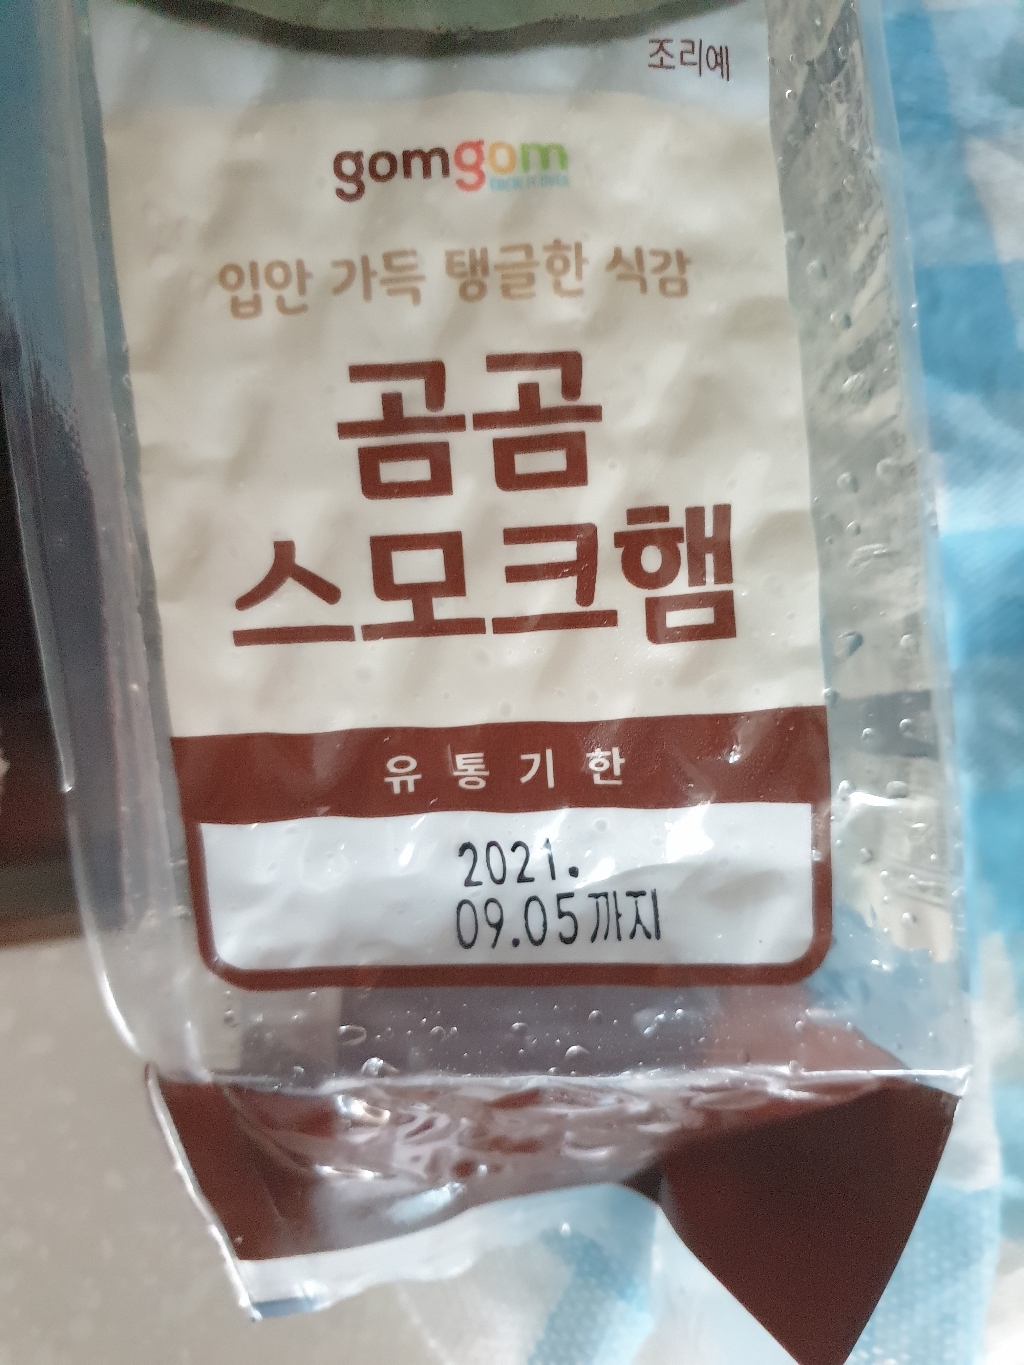 조리예
gomgom
입안 가득 탱글한 식감
곰곰
스모크햄
유통기한
2021.
09.05까지